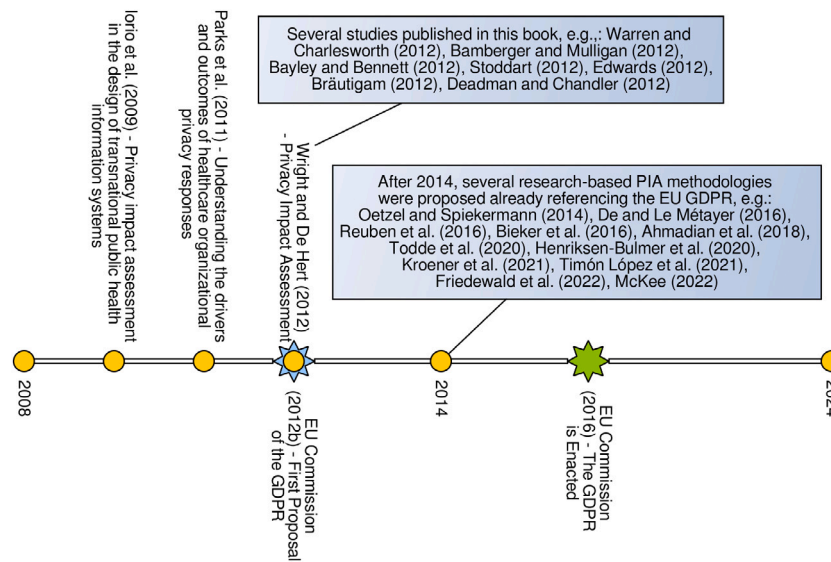 Several studies published in this book, e.g.,: Warren and
Charlesworth (2012), Bamberger and Mulligan (2012),
Bayley and Bennett (2012), Stoddart (2012), Edwards (2012),
Bräutigam (2012), Deadman and Chandler (2012)
Iorio et al. (2009) - Privacy impact assessment
in the design of transnational public health
information systems
Parks et al. (2011) - Understanding the drivers
and outcomes of healthcare organizational
privacy responses
Wright and De Hert (2012)
- Privacy Impact Assessment
After 2014, several research-based PIA methodologies
were proposed already referencing the EU GDPR, e.g.:
Oetzel and Spiekermann (2014), De and Le Métayer (2016),
Reuben et al. (2016), Bieker et al. (2016), Ahmadian et al. (2018),
Todde et al. (2020), Henriksen-Bulmer et al. (2020),
Kroener et al. (2021), Timón López et al. (2021),
Friedewald et al. (2022), McKee (2022)
2008
EU Commission
(2012b) - First Proposal
of the GDPR
2014
EU Commission
(2016) - The GDPR
is Enacted
2024